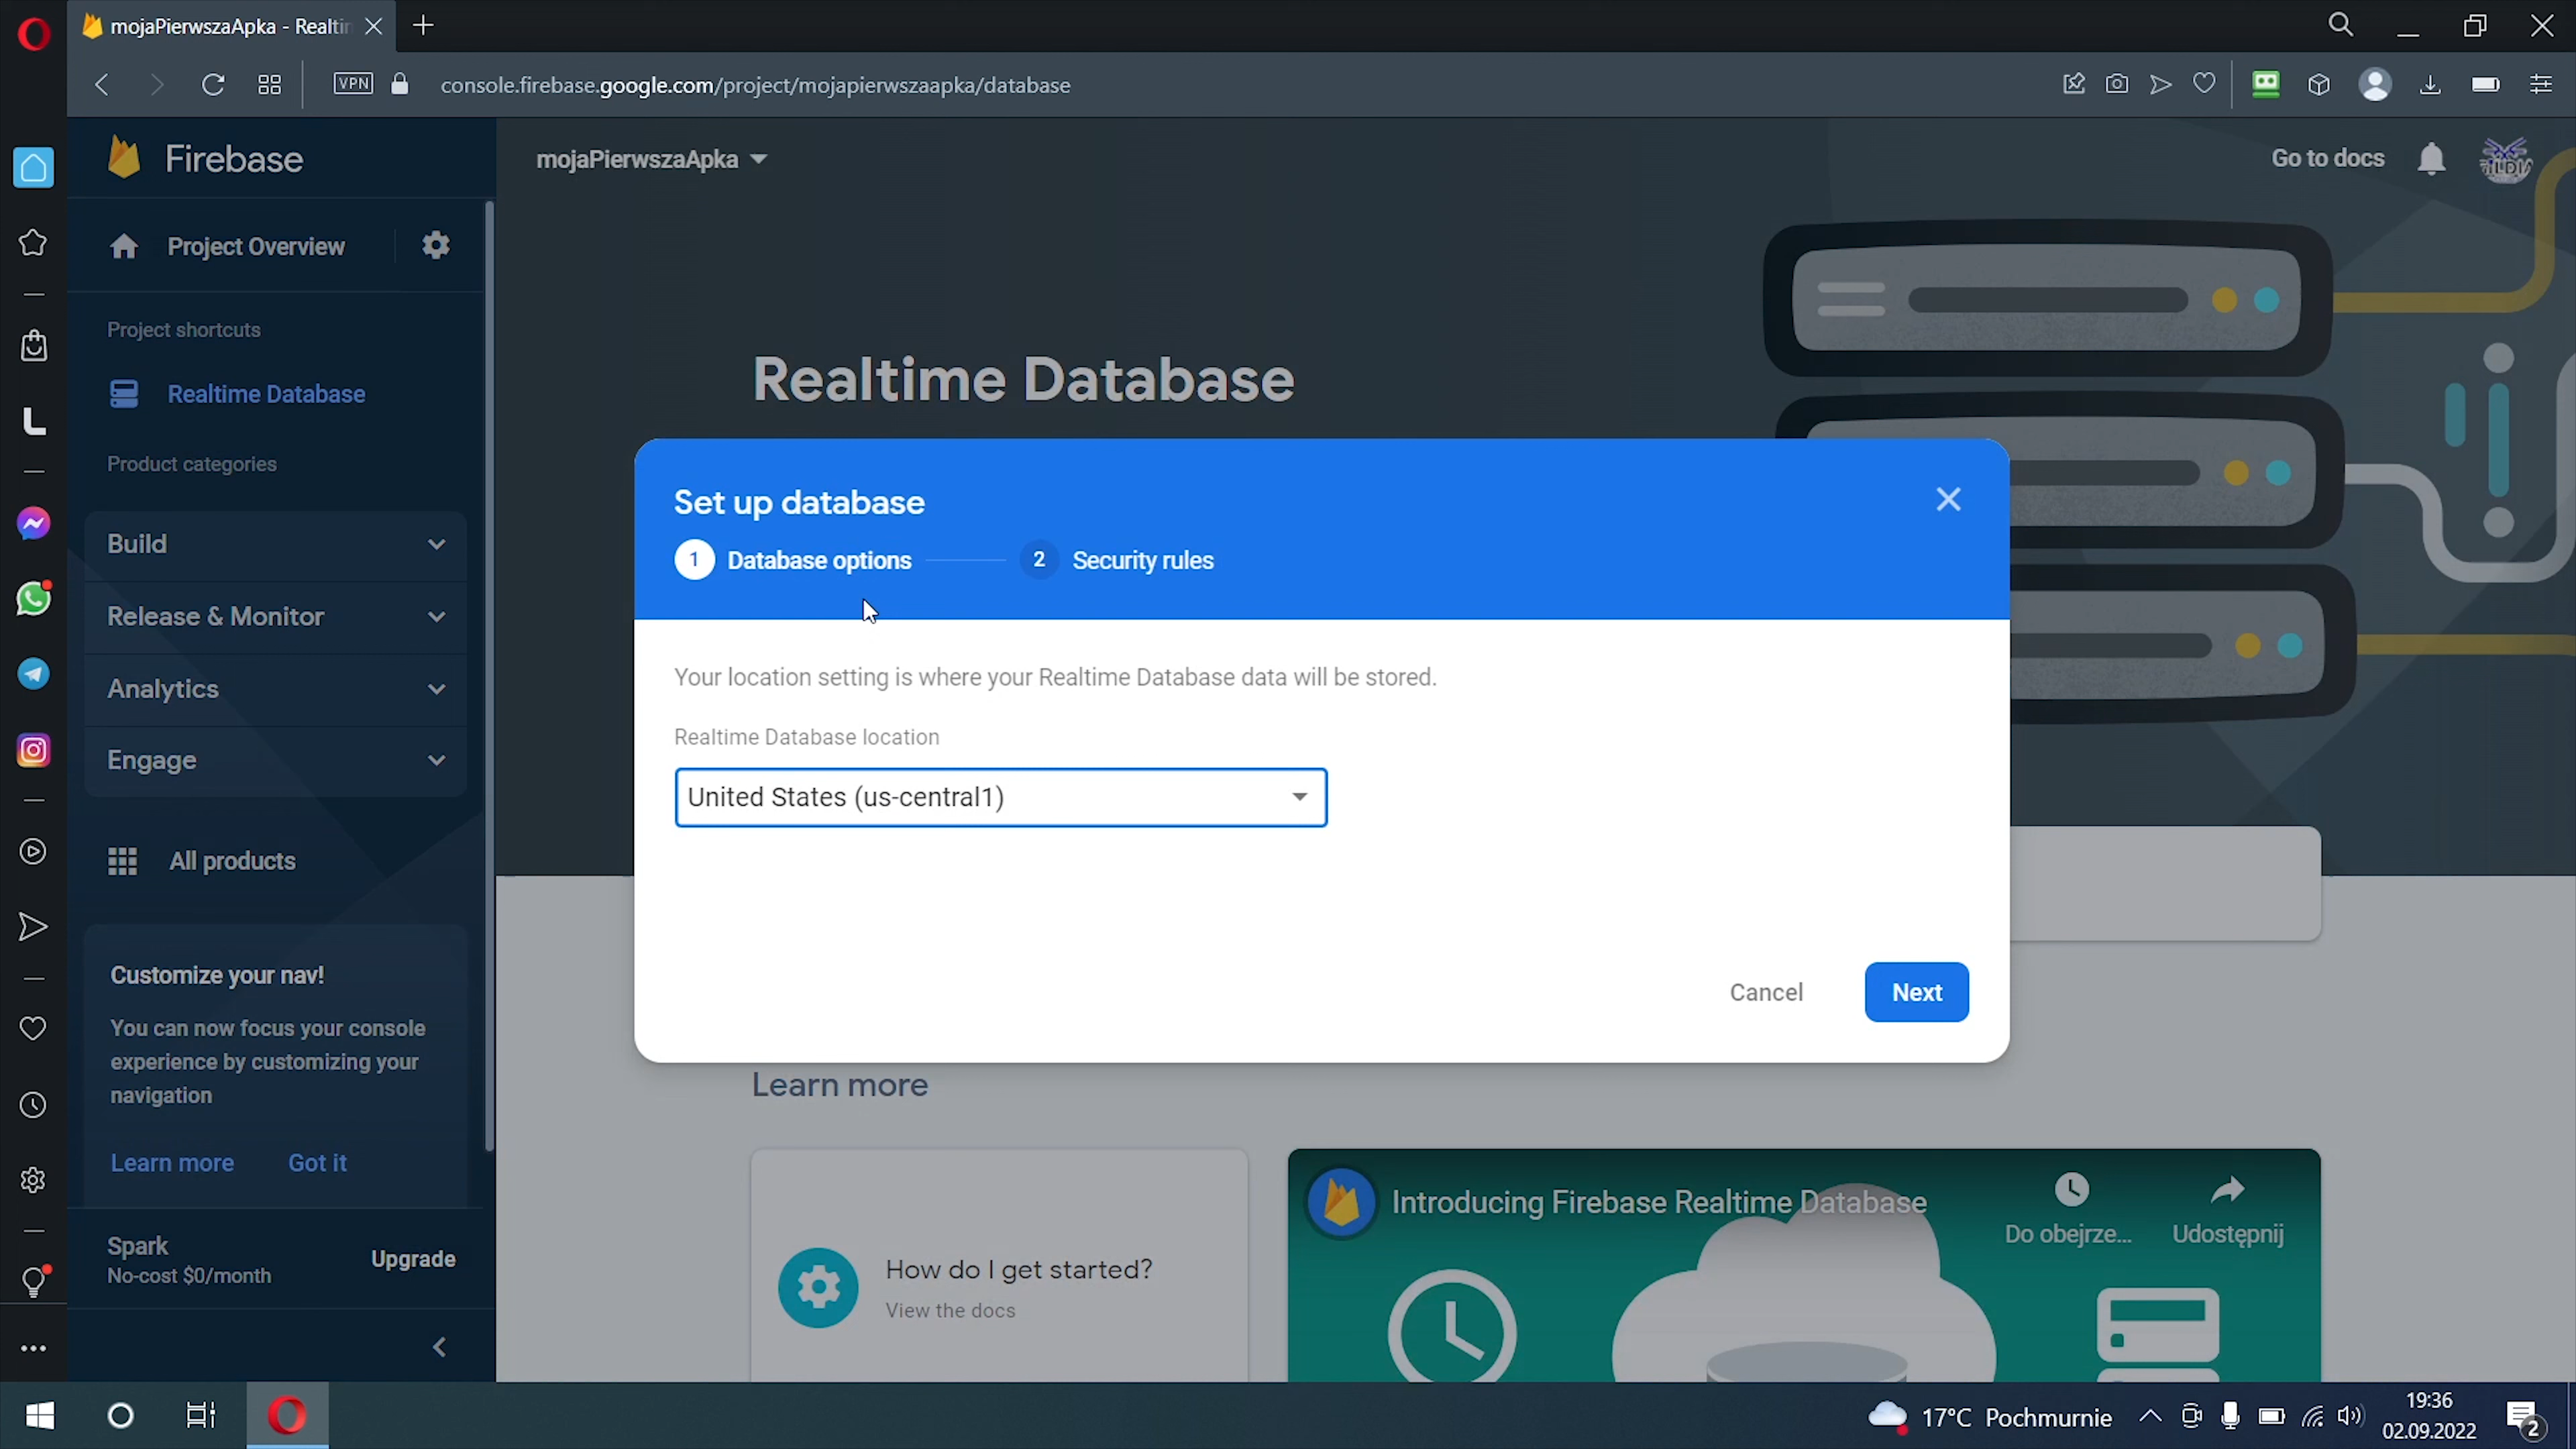 mojaPierwszaApka - Realtin
VPN
console.firebase.google.com/project/mojapierwszaapka/database
Firebase
mojaPierwszaApka
Go to docs
Project Overview
Project shortcuts
Realtime Database
Product categories
Build
Release & Monitor
Analytics
Engage
All products
Customize your nav!
You can now focus your console
experience by customizing your
navigation
Learn more
Got it
Spark
No-cost $0/month
Upgrade
Realtime Database
Set up database
1 Database options
2 Security rules
Your location setting is where your Realtime Database data will be stored.
Realtime Database location
United States (us-central1)
Cancel
Next
Learn more
How do I get started?
View the docs
Introducing Firebase Realtime Database
Do obejrze...
Udostępnij
17°C Pochmurnie
19:36
02.09.2022
2